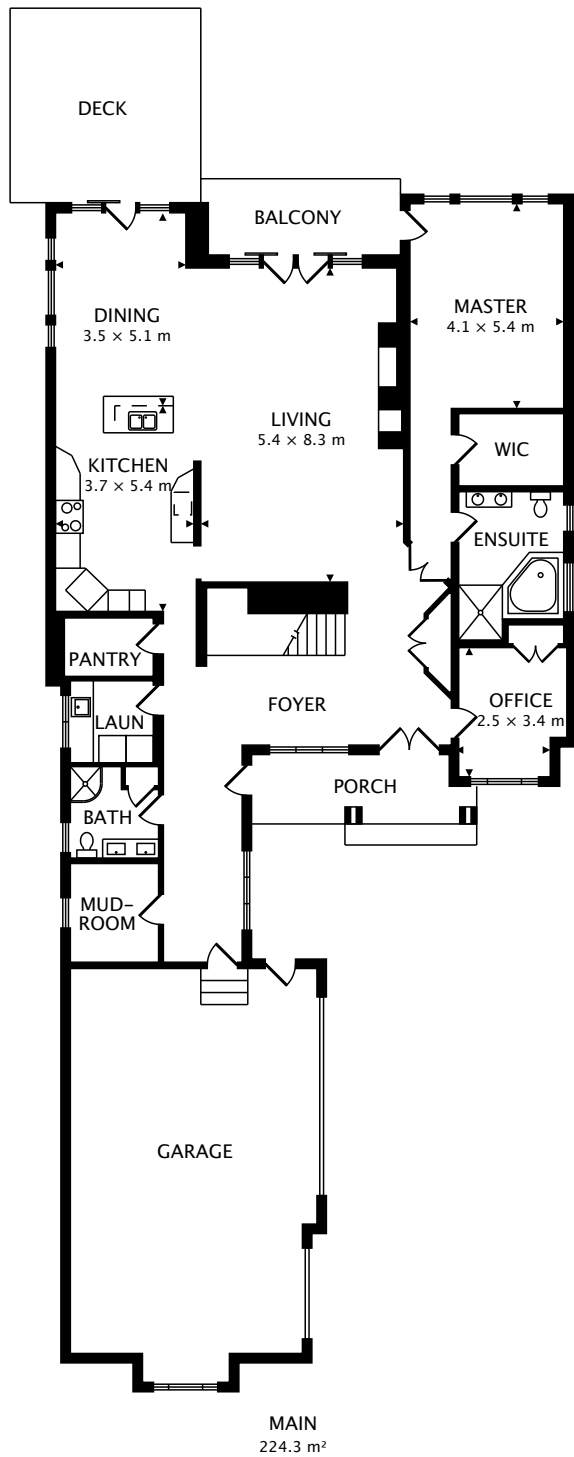 DECK
BALCONY
DINING
3.5 × 5.1 m
MASTER
4.1 × 5.4 m
LIVING
5.4 × 8.3 m
WIC
KITCHEN
3.7 × 5.4 m
ENSUITE
PANTRY
OFFICE
2.5 × 3.4 m
FOYER
LAUN
PORCH
BATH
MUD-
ROOM
GARAGE
MAIN
224.3 m²